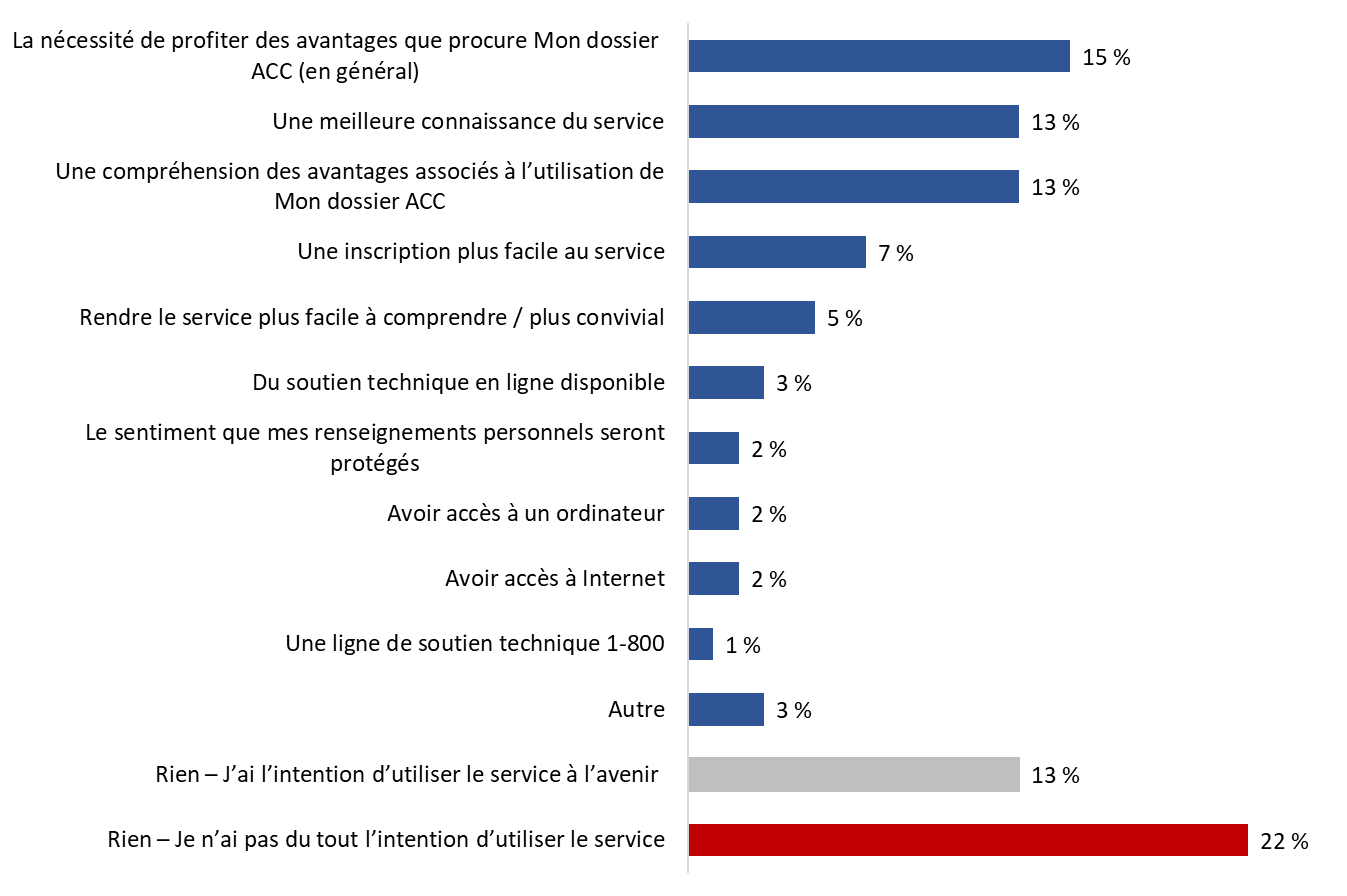 La nécessité de profiter des avantages que procure Mon dossier
ACC (en général)
15 %
Une meilleure connaissance du service
13 %
Une compréhension des avantages associés à l’utilisation de
Mon dossier ACC
13 %
Une inscription plus facile au service
7 %
Rendre le service plus facile à comprendre / plus convivial
5 %
Du soutien technique en ligne disponible
3 %
Le sentiment que mes renseignements personnels seront
protégés
2 %
Avoir accès à un ordinateur
2 %
Avoir accès à Internet
2 %
Une ligne de soutien technique 1-800
1 %
Autre
3 %
Rien – J’ai l’intention d’utiliser le service à l’avenir
13 %
Rien – Je n’ai pas du tout l’intention d’utiliser le service
22 %